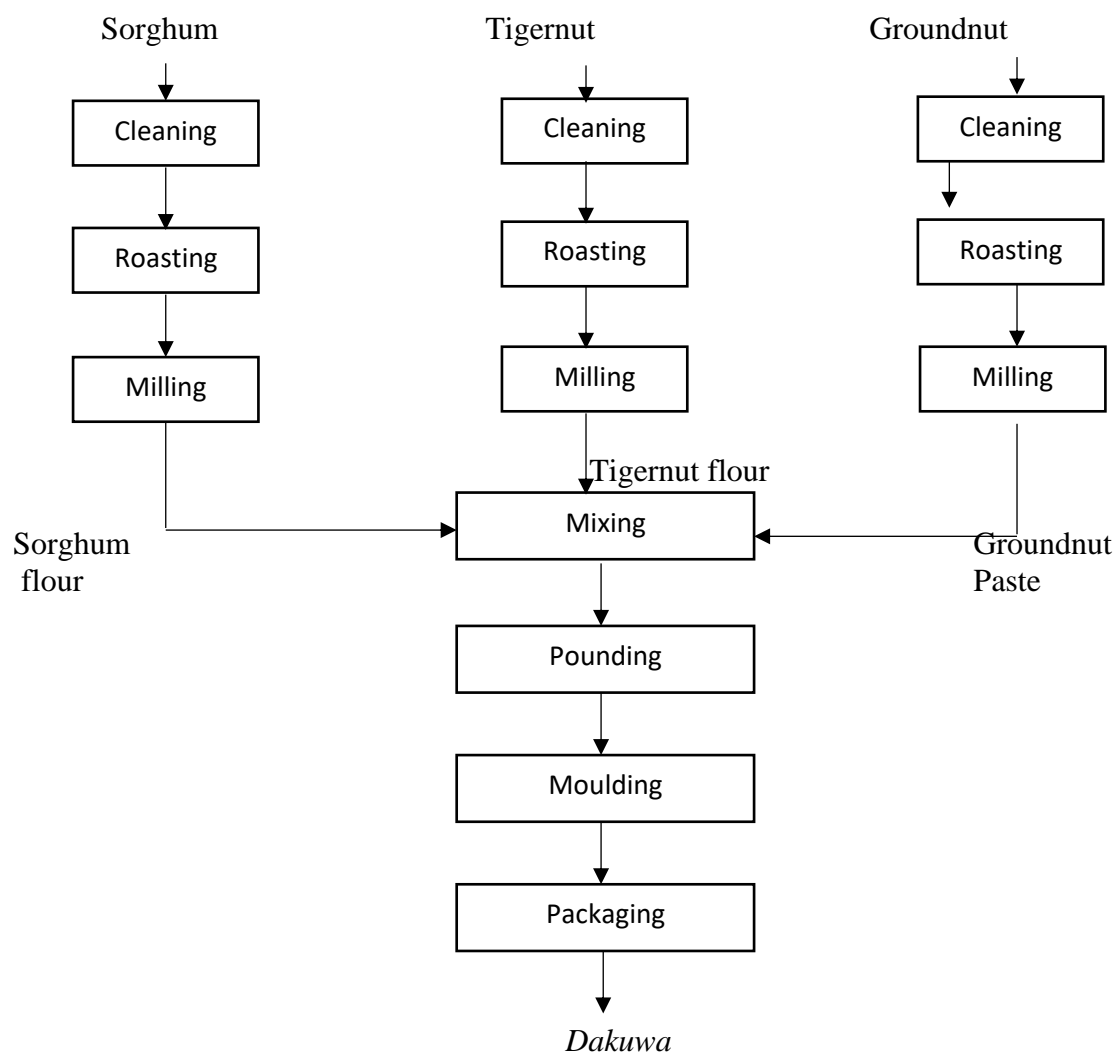 Sorghum
Tigernut
Groundnut
Cleaning
Cleaning
Cleaning
Roasting
Roasting
Roasting
Milling
Milling
Milling
Tigernut flour
Mixing
Sorghum
flour
Groundnut
Paste
Pounding
Moulding
Packaging
Dakuwa